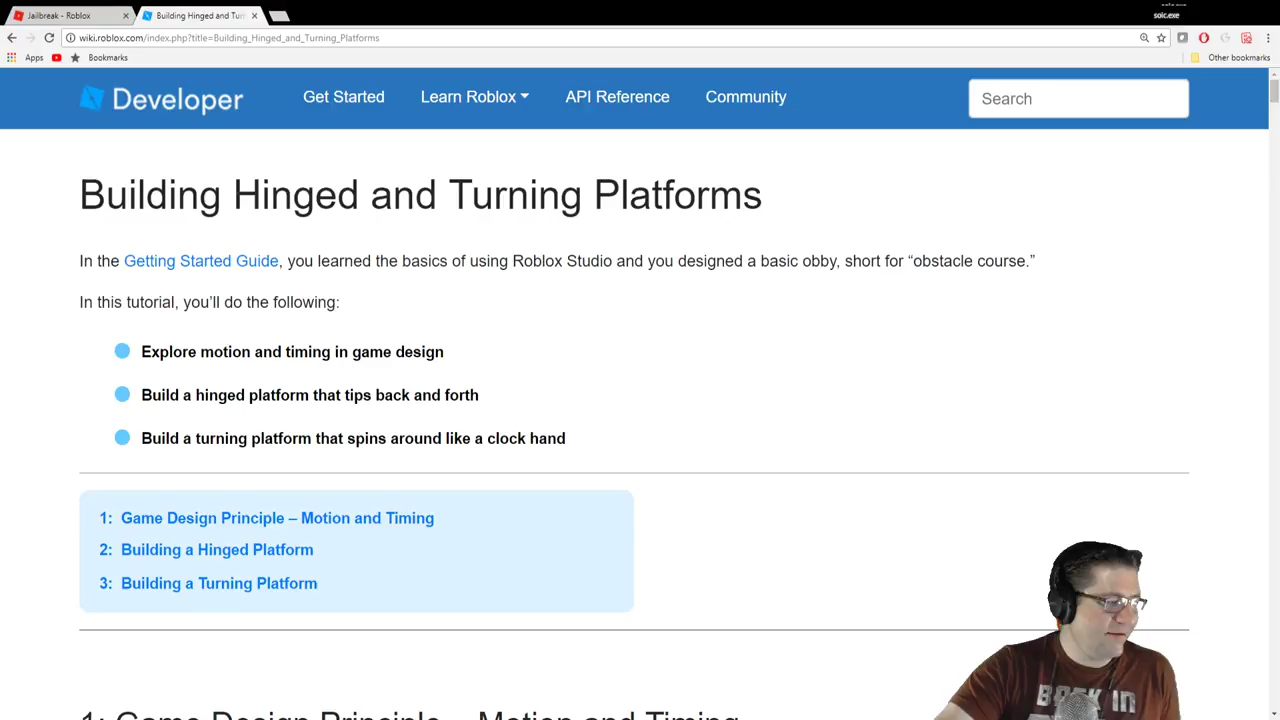 Jailbreak - Roblox
Building Hinged and Turn
solc.exe
wiki.roblox.com/index.php?title=Building_Hinged_and_Turning_Platforms
Apps
Bookmarks
Other bookmarks
Developer
Get Started
Learn Roblox
API Reference
Community
Search
Building Hinged and Turning Platforms
In the Getting Started Guide, you learned the basics of using Roblox Studio and you designed a basic obby, short for “obstacle course.”
In this tutorial, you’ll do the following:
Explore motion and timing in game design
Build a hinged platform that tips back and forth
Build a turning platform that spins around like a clock hand
1: Game Design Principle – Motion and Timing
2: Building a Hinged Platform
3: Building a Turning Platform
1: Game Design Principle – Motion and Timing
BACK IN